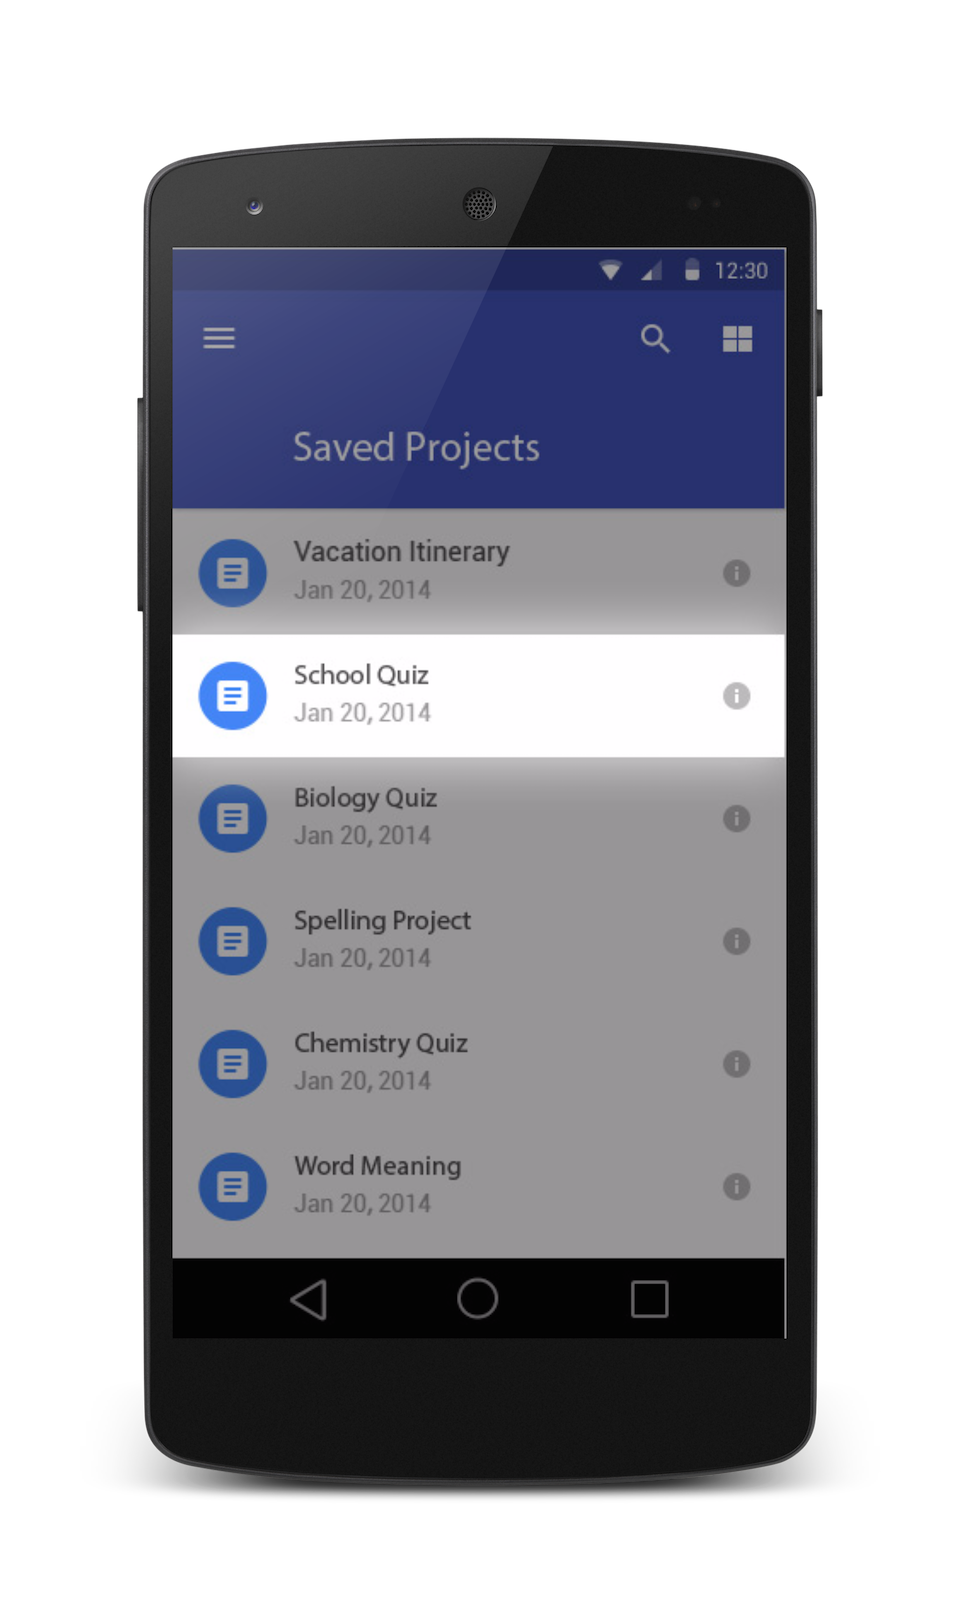 12:30
Saved Projects
Vacation Itinerary
Jan 20, 2014
School Quiz
Jan 20, 2014
Biology Quiz
Jan 20, 2014
Spelling Project
Jan 20, 2014
Chemistry Quiz
Jan 20, 2014
Word Meaning
Jan 20, 2014